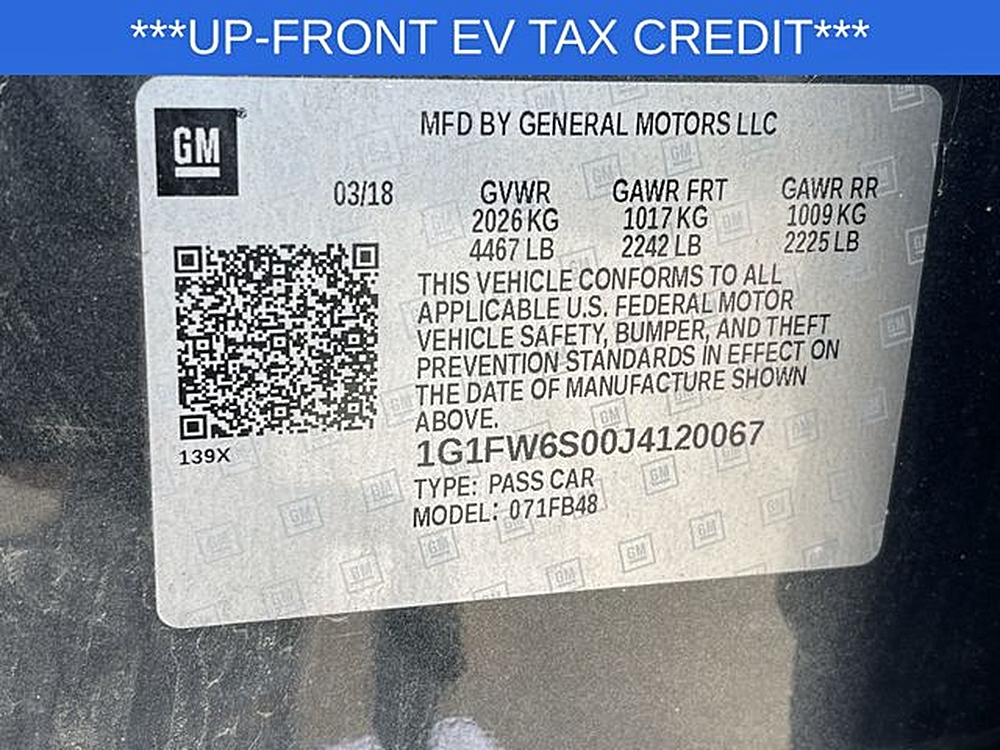 ***UP-FRONT EV TAX CREDIT***
GM
MFD BY GENERAL MOTORS LLC
03/18 GVWR GAWR FRT GAWR RR
2026 KG 1017 KG 1009 KG
4467 LB 2242 LB 2225 LB
THIS VEHICLE CONFORMS TO ALL
APPLICABLE U.S. FEDERAL MOTOR
VEHICLE SAFETY, BUMPER, AND THEFT
PREVENTION STANDARDS IN EFFECT ON
THE DATE OF MANUFACTURE SHOWN
ABOVE.
139X
1G1FW6S00J4120067
TYPE: PASS CAR
MODEL: 071FB48